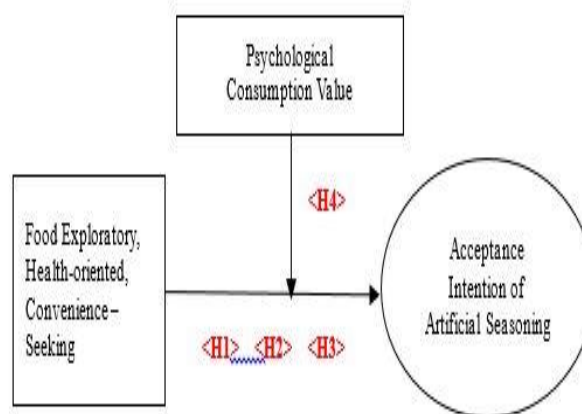 Psychological
Consumption Value
<H4>
Food Exploratory,
Health-oriented,
Convenience–
Seeking
Acceptance
Intention of
Artificial Seasoning
<H1> <H2> <H3>